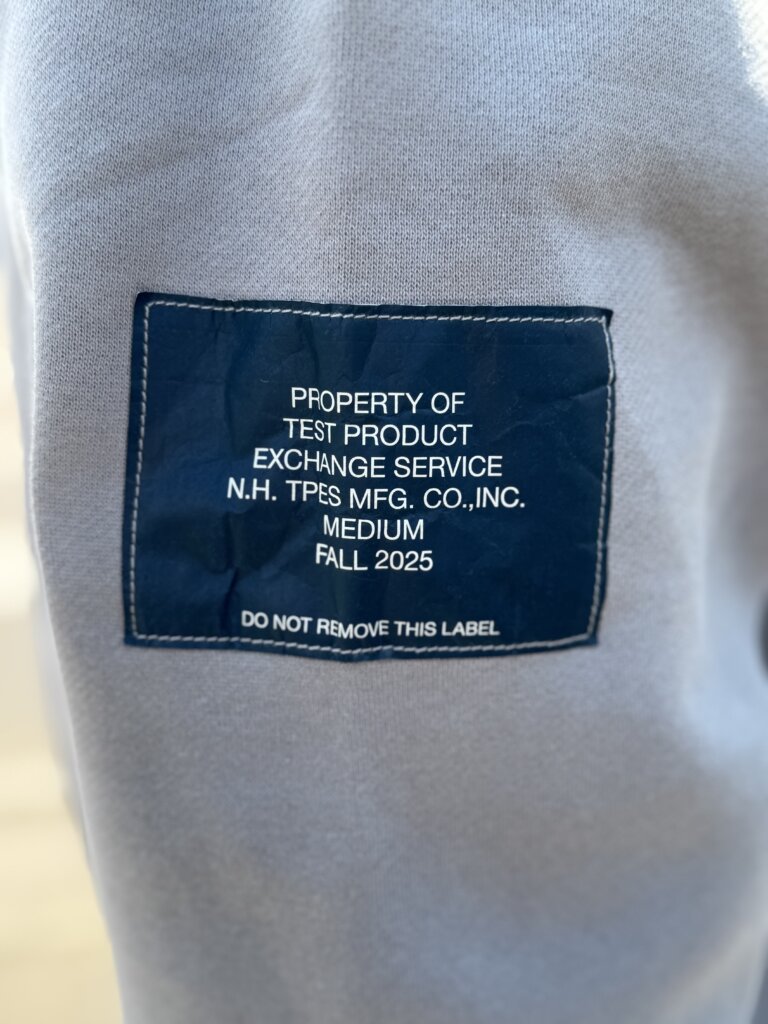 PROPERTY OF
TEST PRODUCT
EXCHANGE SERVICE
N.H. TPES MFG. CO.,INC.
MEDIUM
FALL 2025
DO NOT REMOVE THIS LABEL